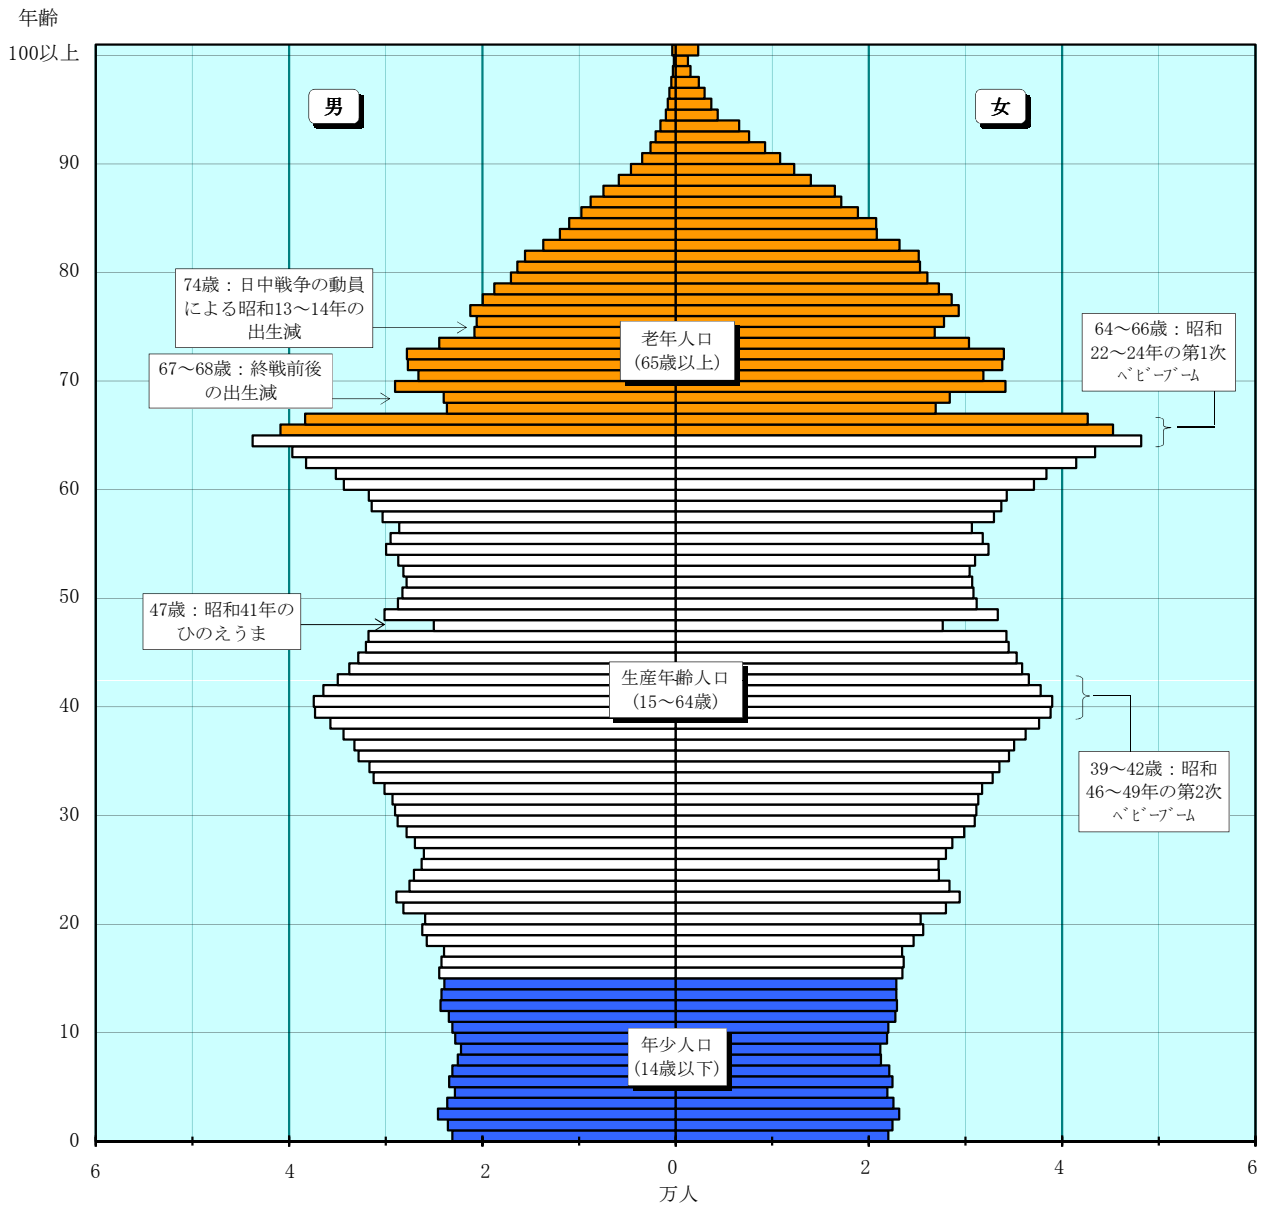 年齢
100以上
男
女
90
80
74歳：日中戦争の動員
による昭和13～14年の
出生減
老年人口
(65歳以上)
64～66歳：昭和
22～24年の第1次
ﾍﾞﾋﾞｰﾌﾞｰﾑ
67～68歳：終戦前後
の出生減
70
60
50
47歳：昭和41年の
ひのえうま
生産年齢人口
(15～64歳)
40
39～42歳：昭和
46～49年の第2次
ﾍﾞﾋﾞｰﾌﾞｰﾑ
30
20
10
年少人口
(14歳以下)
0
6
4
2
0
2
4
6
万人